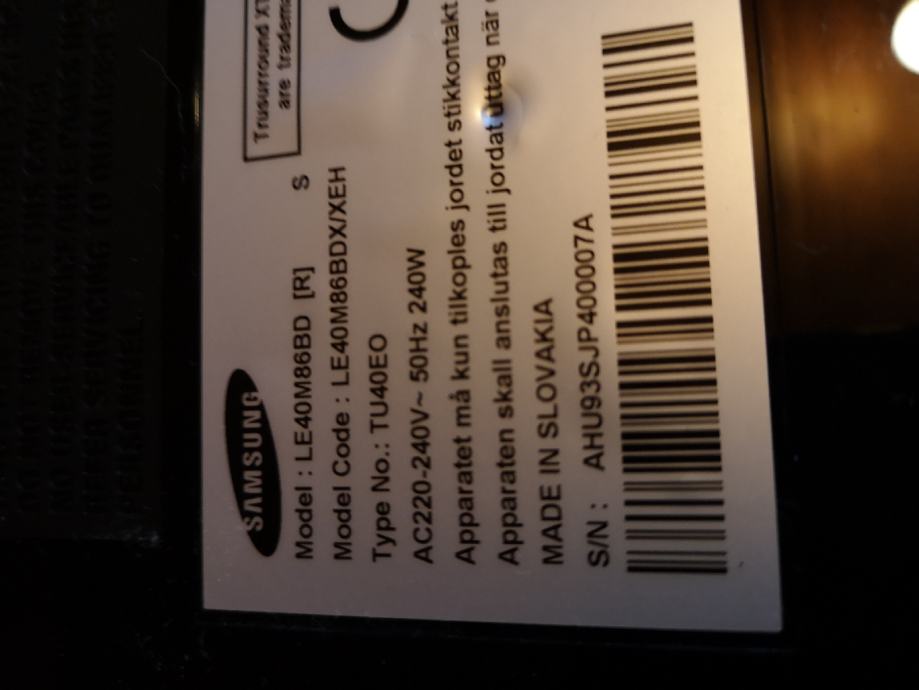 Trusurround XT
are tradema
SAMSUNG
Model : LE40M86BD [R] S
Model Code : LE40M86BDX/XEH
Type No.: TU40EO
AC220-240V~ 50Hz 240W
Apparatet må kun tilkoples jordet stikkontakt
Apparaten skall anslutas till jordat uttag när
MADE IN SLOVAKIA
S/N : AHU93SJP400007A